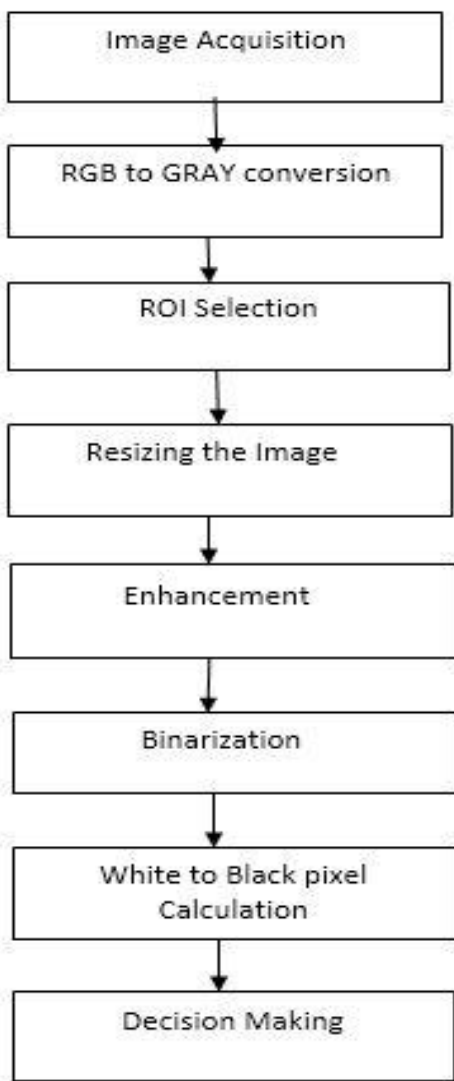 Image Acquisition
RGB to GRAY conversion
ROI Selection
Resizing the Image
Enhancement
Binarization
White to Black pixel
Calculation
Decision Making